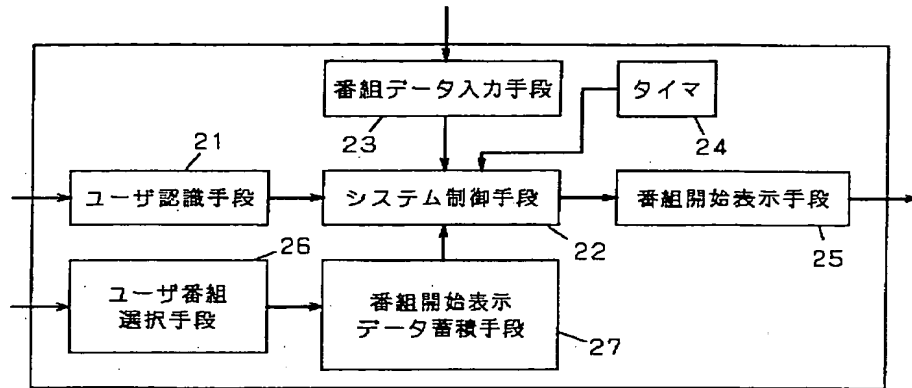 番組データ入力手段
タイマ
23
24
21
ユーザ認識手段
システム制御手段
番組開始表示手段
22
25
26
ユーザ番組
選択手段
番組開始表示
データ蓄積手段
27